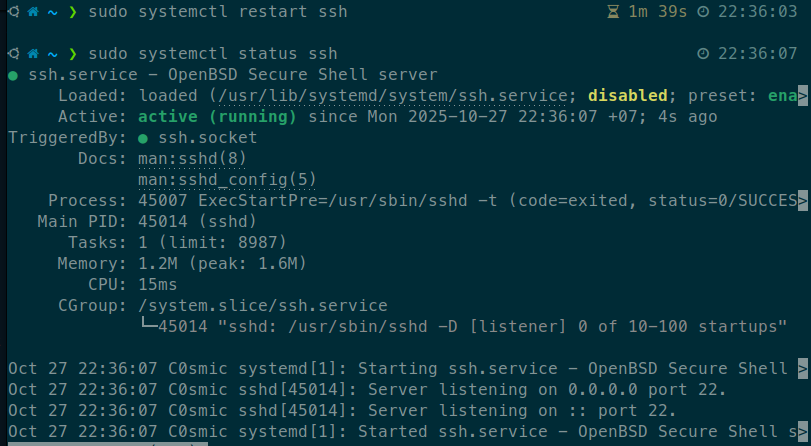 ~ ❯ sudo systemctl restart ssh 1m 39s 22:36:03
~ ❯ sudo systemctl status ssh 22:36:07
● ssh.service - OpenBSD Secure Shell server
Loaded: loaded (/usr/lib/systemd/system/ssh.service; disabled; preset: ena>
Active: active (running) since Mon 2025-10-27 22:36:07 +07; 4s ago
TriggeredBy: ● ssh.socket
Docs: man:sshd(8)
man:sshd_config(5)
Process: 45007 ExecStartPre=/usr/sbin/sshd -t (code=exited, status=0/SUCCES>
Main PID: 45014 (sshd)
Tasks: 1 (limit: 8987)
Memory: 1.2M (peak: 1.6M)
CPU: 15ms
CGroup: /system.slice/ssh.service
└─45014 "sshd: /usr/sbin/sshd -D [listener] 0 of 10-100 startups"
Oct 27 22:36:07 C0smic systemd[1]: Starting ssh.service - OpenBSD Secure Shell >
Oct 27 22:36:07 C0smic sshd[45014]: Server listening on 0.0.0.0 port 22.
Oct 27 22:36:07 C0smic sshd[45014]: Server listening on :: port 22.
Oct 27 22:36:07 C0smic systemd[1]: Started ssh.service - OpenBSD Secure Shell s>